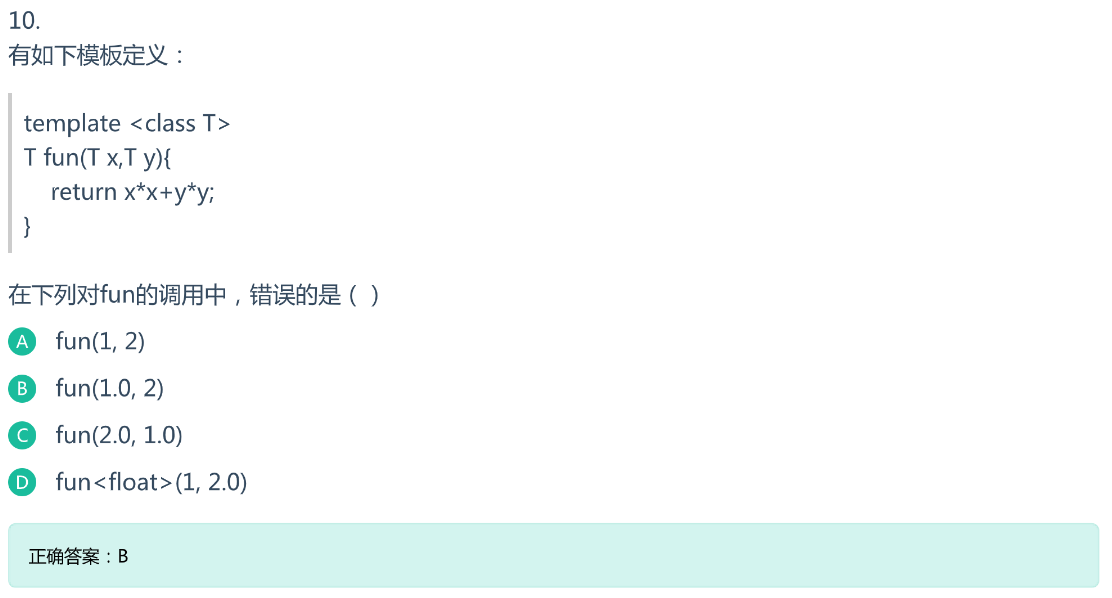 10.
有如下模板定义：
template <class T>
T fun(T x,T y){
return x*x+y*y;
}
在下列对fun的调用中，错误的是（ ）
A fun(1, 2)
B fun(1.0, 2)
C fun(2.0, 1.0)
D fun<float>(1, 2.0)
正确答案：B